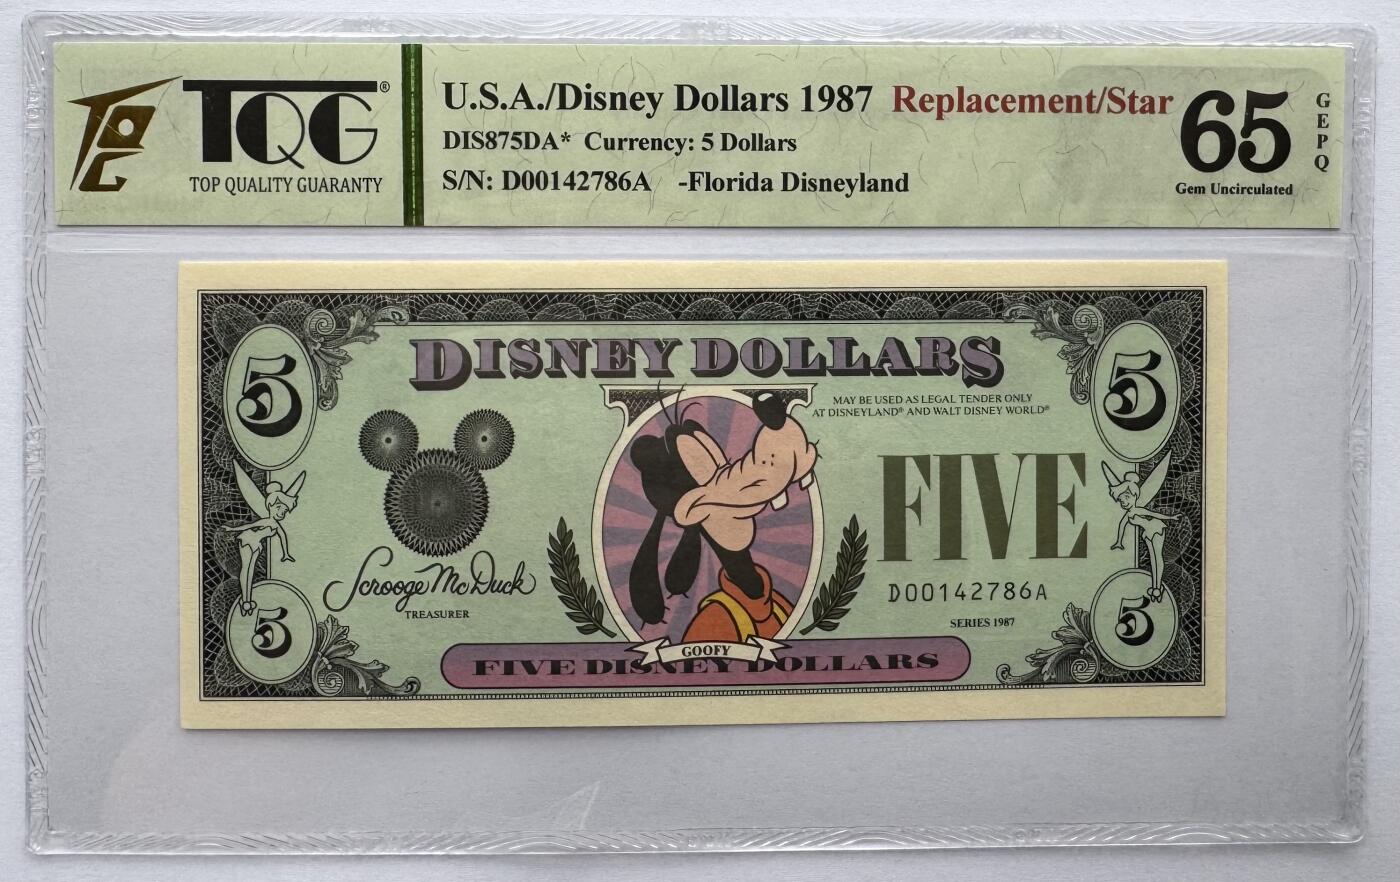 TQG®
TOP QUALITY GUARANTY
U.S.A./Disney Dollars 1987 Replacement/Star
DIS875DA* Currency: 5 Dollars
S/N: D00142786A -Florida Disneyland
65
Gem Uncirculated
GEPQ
5
DISNEY DOLLARS
5
MAY BE USED AS LEGAL TENDER ONLY
AT DISNEYLAND® AND WALT DISNEY WORLD®
FIVE
Scrooge McDuck
TREASURER
D00142786A
SERIES 1987
5
GOOFY
5
FIVE DISNEY DOLLARS